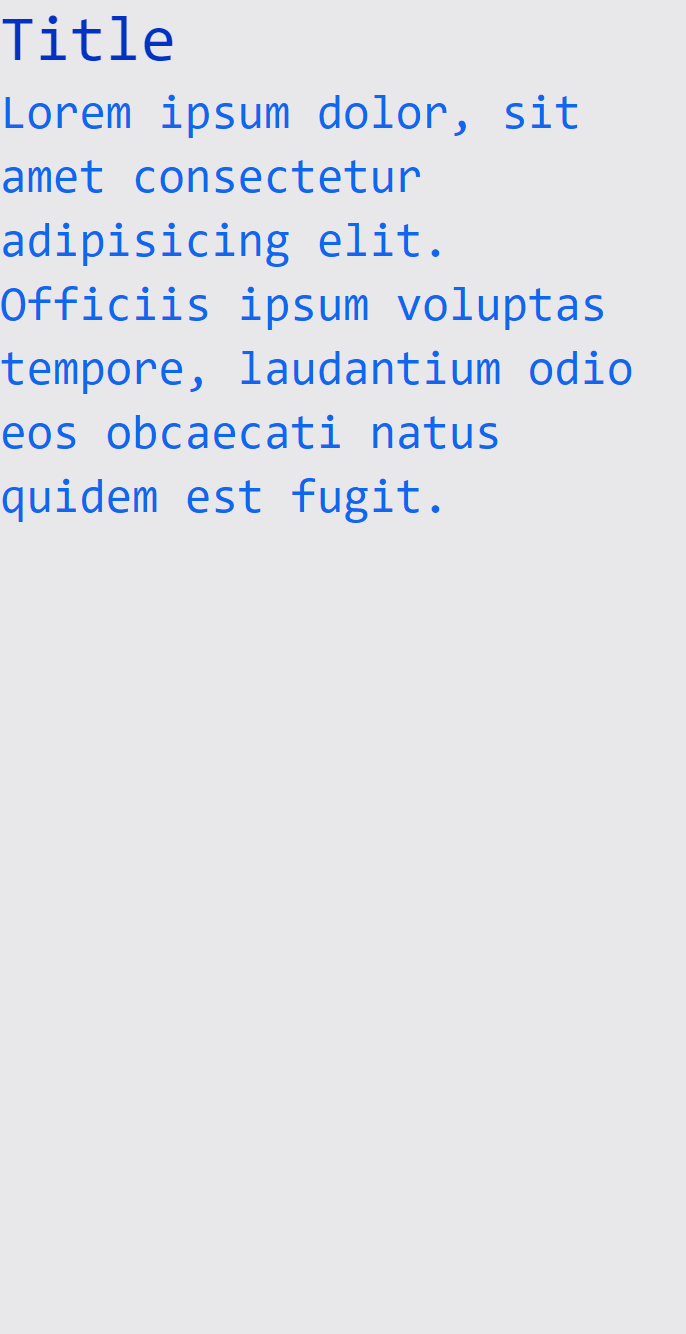 Title
Lorem ipsum dolor, sit
amet consectetur
adipisicing elit.
Officiis ipsum voluptas
tempore, laudantium odio
eos obcaecati natus
quidem est fugit.